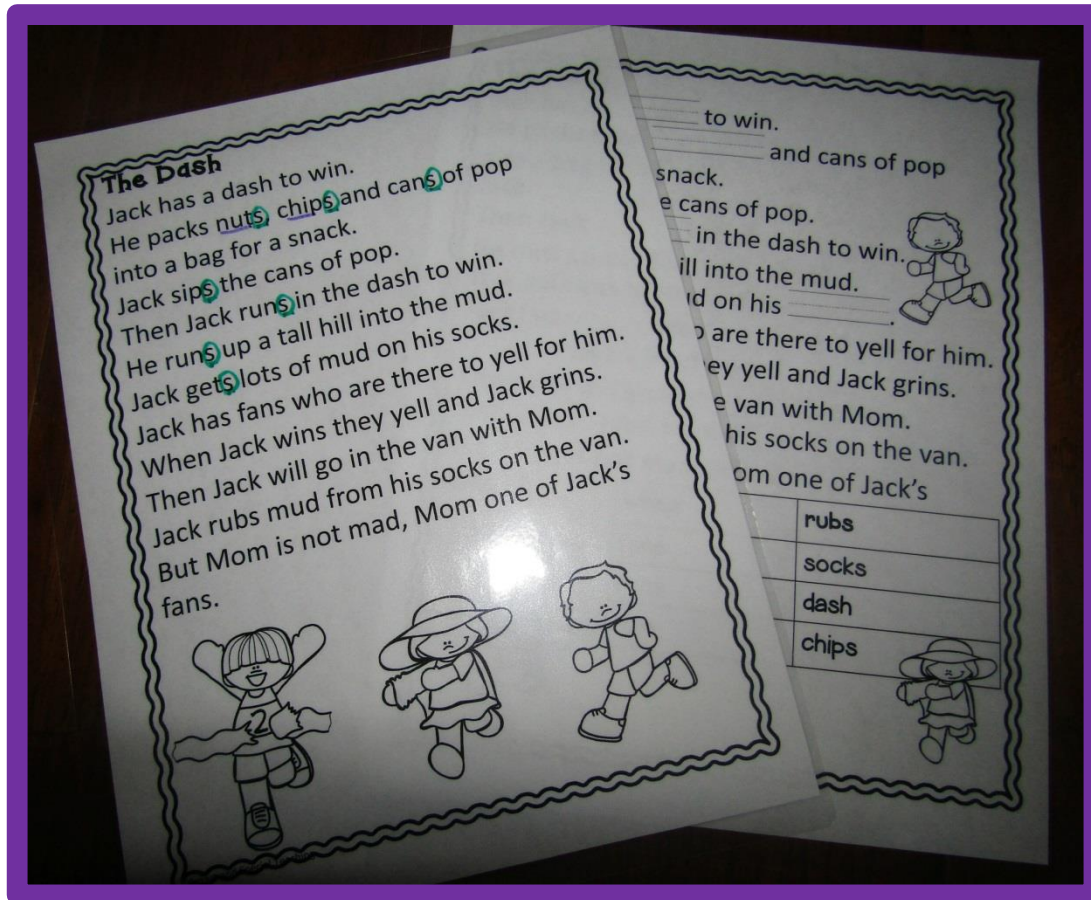 The Dash
Jack has a dash to win.
He packs nuts, chips and cans of pop
into a bag for a snack.
Jack sips the cans of pop.
Then Jack runs in the dash to win.
He runs up a tall hill into the mud.
Jack gets lots of mud on his socks.
Jack has fans who are there to yell for him.
When Jack wins they yell and Jack grins.
Then Jack will go in the van with Mom.
Jack rubs mud from his socks on the van.
But Mom is not mad, Mom one of Jack's
fans.
2
to win.
and cans of pop
snack.
cans of pop.
in the dash to win.
into the mud.
on his
are there to yell for him.
yell and Jack grins.
van with Mom.
his socks on the van.
one of Jack's
rubs
socks
dash
chips